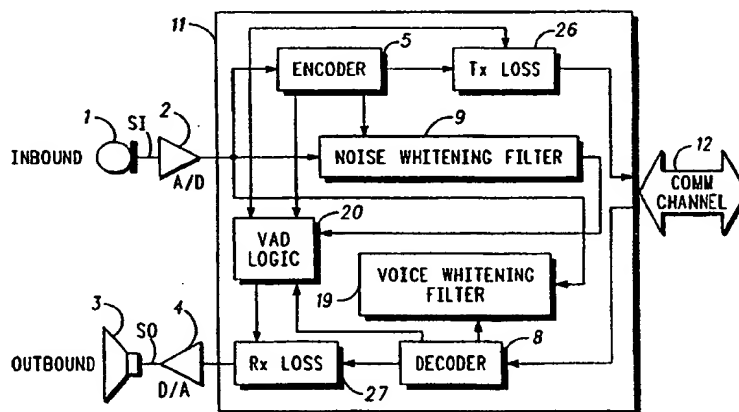 11
5
26
ENCODER
Tx LOSS
1
SI
2
9
INBOUND
A/D
NOISE WHITENING FILTER
12
COMM
CHANNEL
20
VAD
LOGIC
VOICE WHITENING
FILTER
19
3
SO
4
8
OUTBOUND
D/A
Rx LOSS
DECODER
27